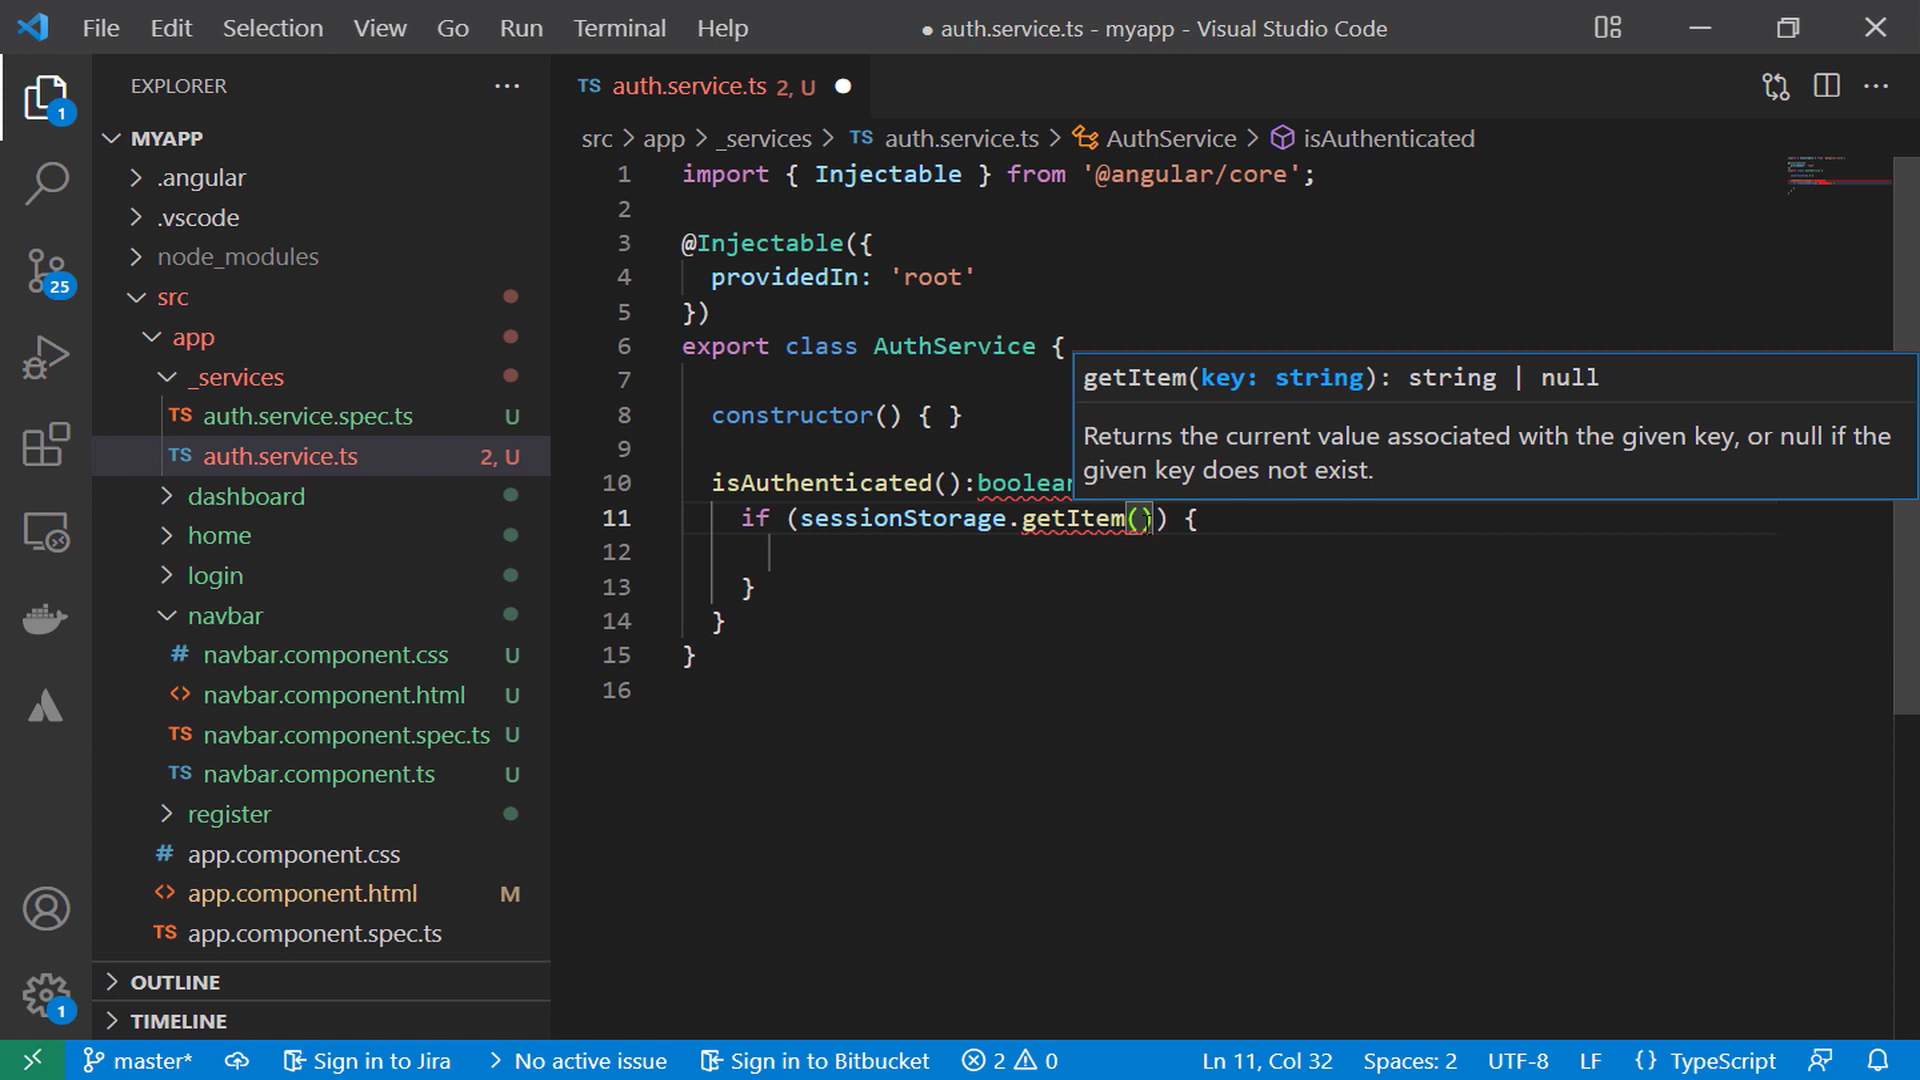 File Edit Selection View Go Run Terminal Help ● auth.service.ts - myapp - Visual Studio Code
EXPLORER ···
TS auth.service.ts 2, U
src > app > _services > TS auth.service.ts > AuthService > isAuthenticated
1
MYAPP
.angular
.vscode
node_modules
25
src
app
_services
TS auth.service.spec.ts U
TS auth.service.ts 2, U
dashboard
home
login
navbar
# navbar.component.css U
<> navbar.component.html U
TS navbar.component.spec.ts U
TS navbar.component.ts U
register
# app.component.css
<> app.component.html M
TS app.component.spec.ts
1
OUTLINE
TIMELINE
1 import { Injectable } from '@angular/core';
2
3 @Injectable({
4 providedIn: 'root'
5 })
6 export class AuthService {
7
8 constructor() { }
9
10 isAuthenticated():boolean
11 if (sessionStorage.getItem()) {
12
13 }
14 }
15 }
16
getItem(key: string): string | null
Returns the current value associated with the given key, or null if the
given key does not exist.
master* Sign in to Jira > No active issue Sign in to Bitbucket 2 0 Ln 11, Col 32 Spaces: 2 UTF-8 LF {} TypeScript